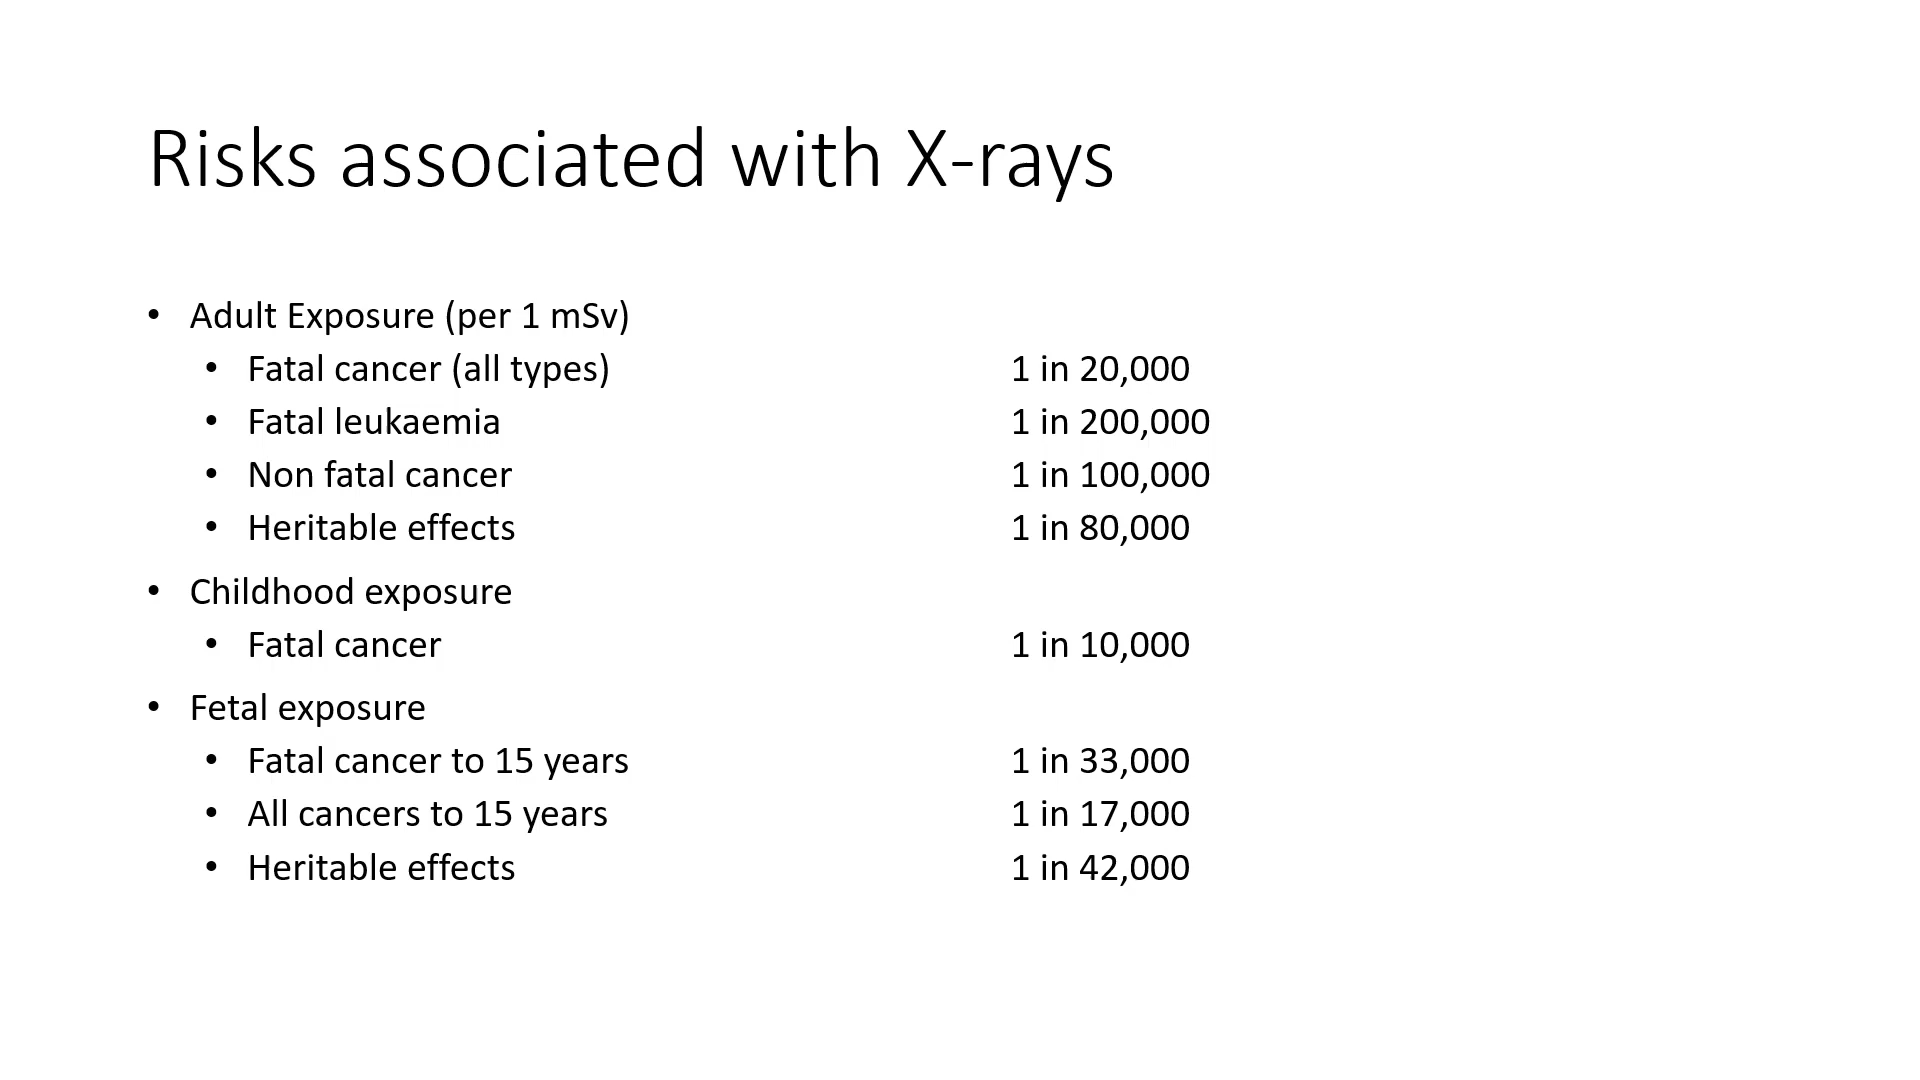 Risks associated with X-rays
• Adult Exposure (per 1 mSv)
• Fatal cancer (all types) 1 in 20,000
• Fatal leukaemia 1 in 200,000
• Non fatal cancer 1 in 100,000
• Heritable effects 1 in 80,000
• Childhood exposure
• Fatal cancer 1 in 10,000
• Fetal exposure
• Fatal cancer to 15 years 1 in 33,000
• All cancers to 15 years 1 in 17,000
• Heritable effects 1 in 42,000